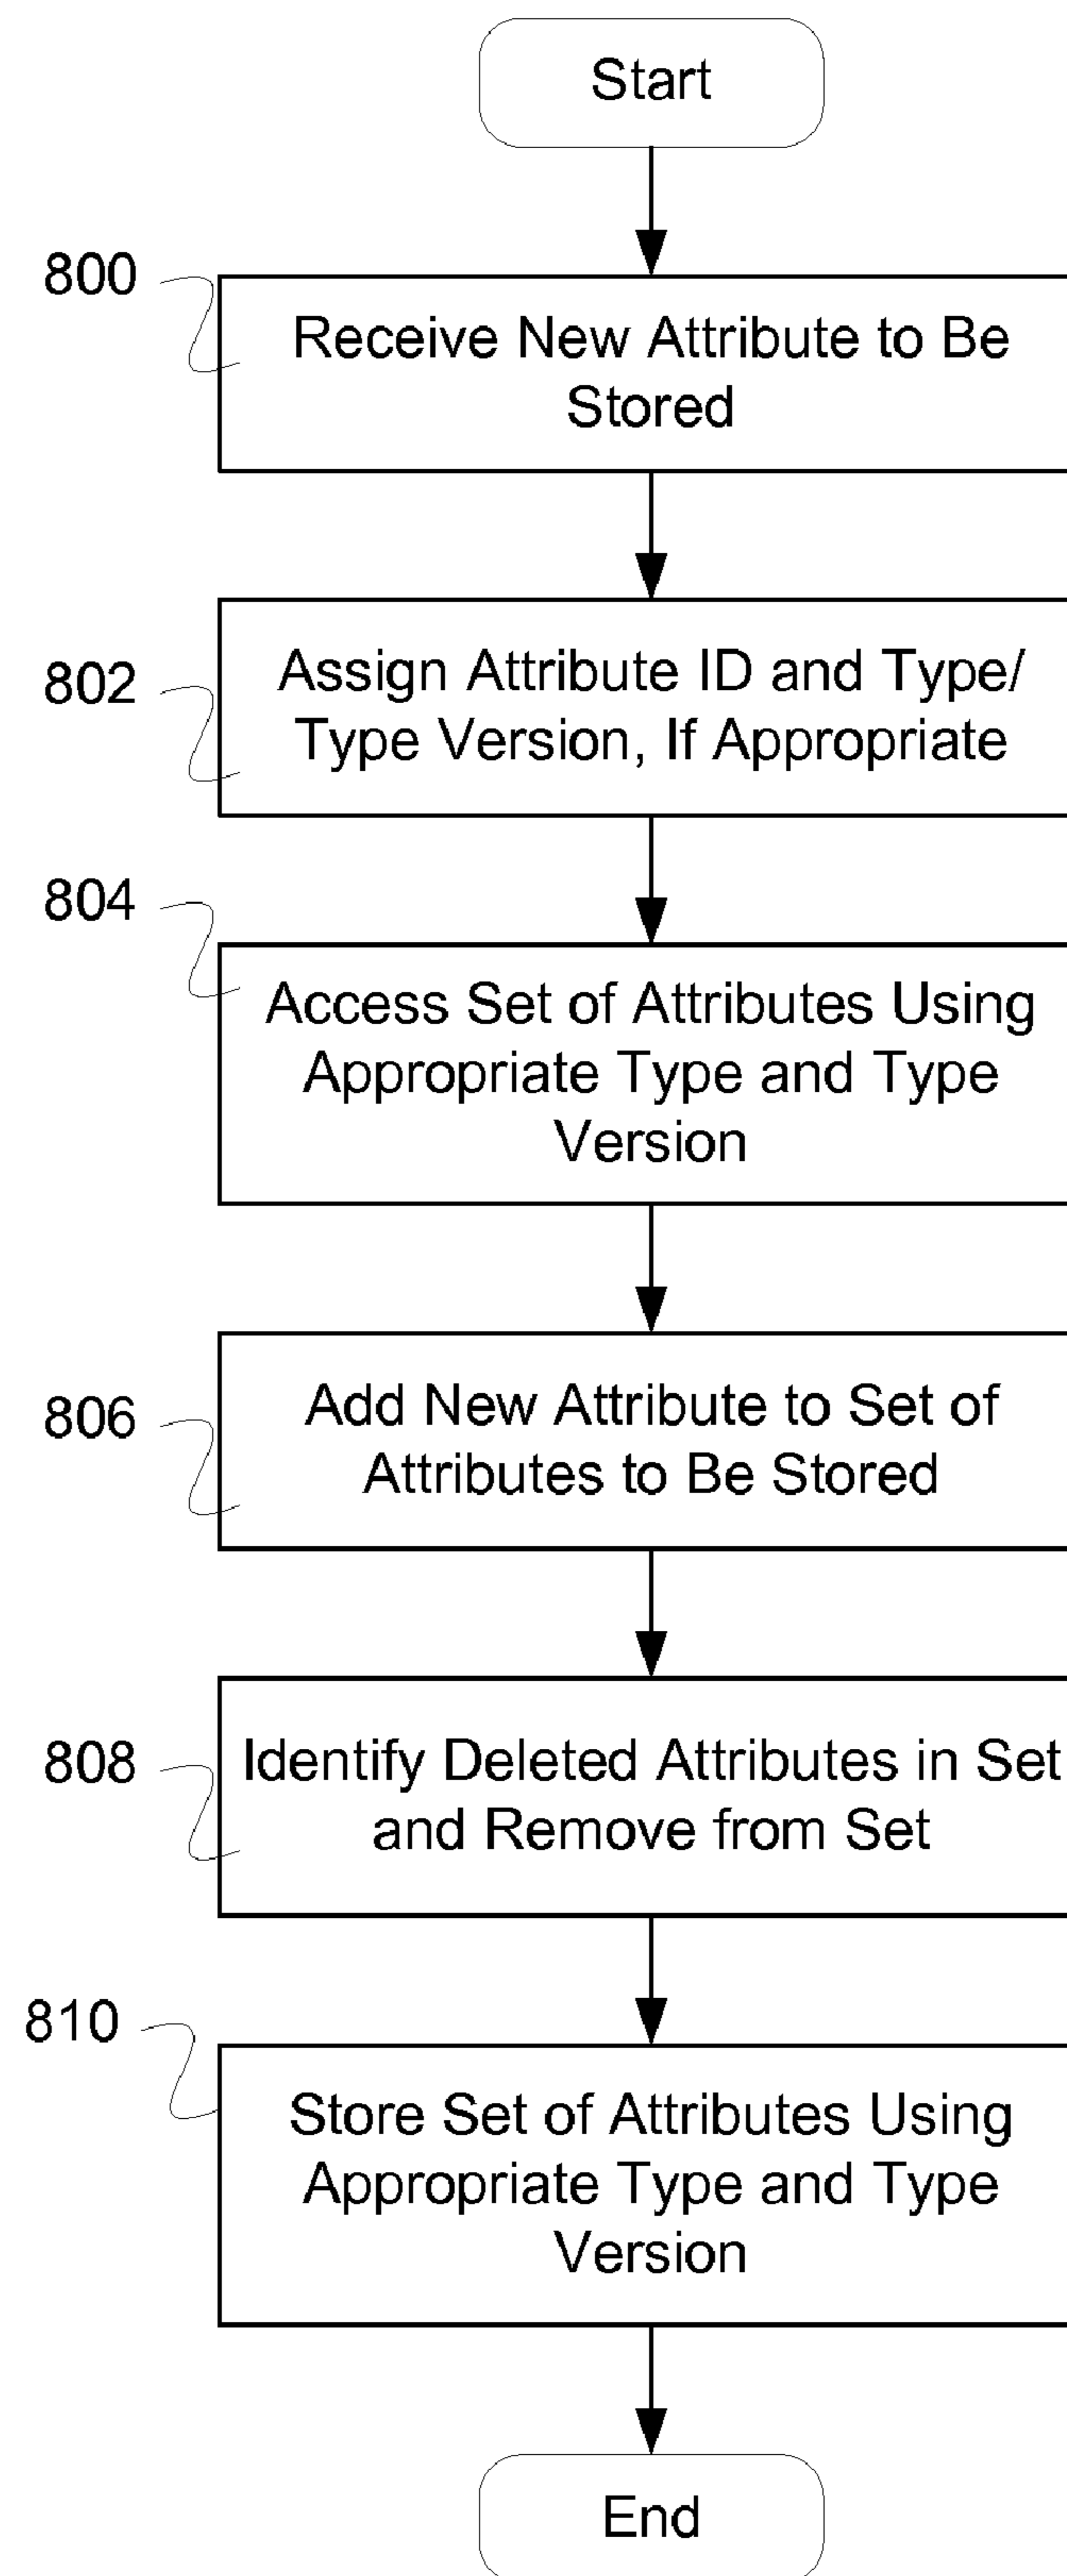 Start
800
Receive New Attribute to Be
Stored
802
Assign Attribute ID and Type/
Type Version, If Appropriate
804
Access Set of Attributes Using
Appropriate Type and Type
Version
806
Add New Attribute to Set of
Attributes to Be Stored
808
Identify Deleted Attributes in Set
and Remove from Set
810
Store Set of Attributes Using
Appropriate Type and Type
Version
End